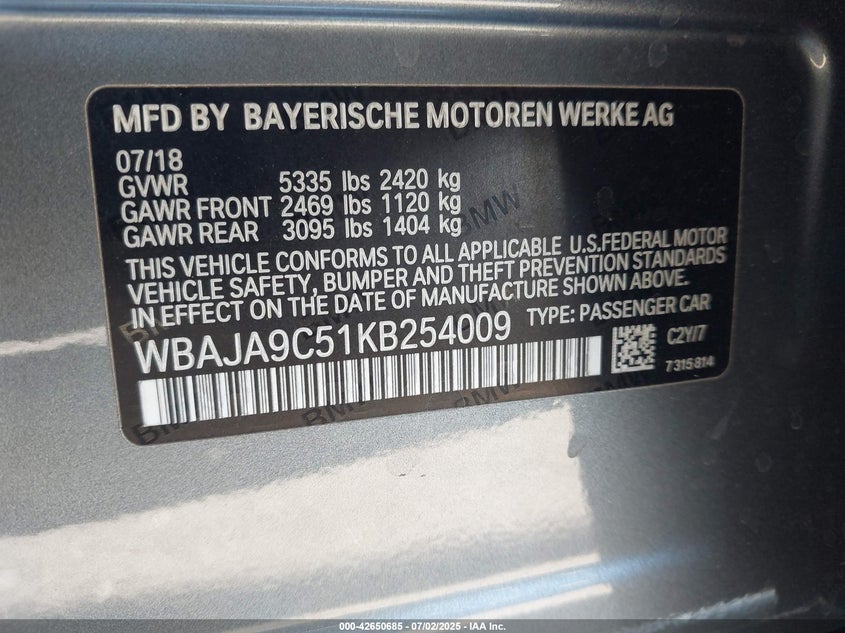 MFD BY BAYERISCHE MOTOREN WERKE AG
07/18
GVWR 5335 lbs 2420 kg
GAWR FRONT 2469 lbs 1120 kg
GAWR REAR 3095 lbs 1404 kg
THIS VEHICLE CONFORMS TO ALL APPLICABLE U.S.FEDERAL MOTOR
VEHICLE SAFETY, BUMPER AND THEFT PREVENTION STANDARDS
IN EFFECT ON THE DATE OF MANUFACTURE SHOWN ABOVE.
WBAJA9C51KB254009 TYPE: PASSENGER CAR
C2Y/7
7315814
BMW
BMW
BMW
000-42650685 - 07/02/2025 - IAA Inc.